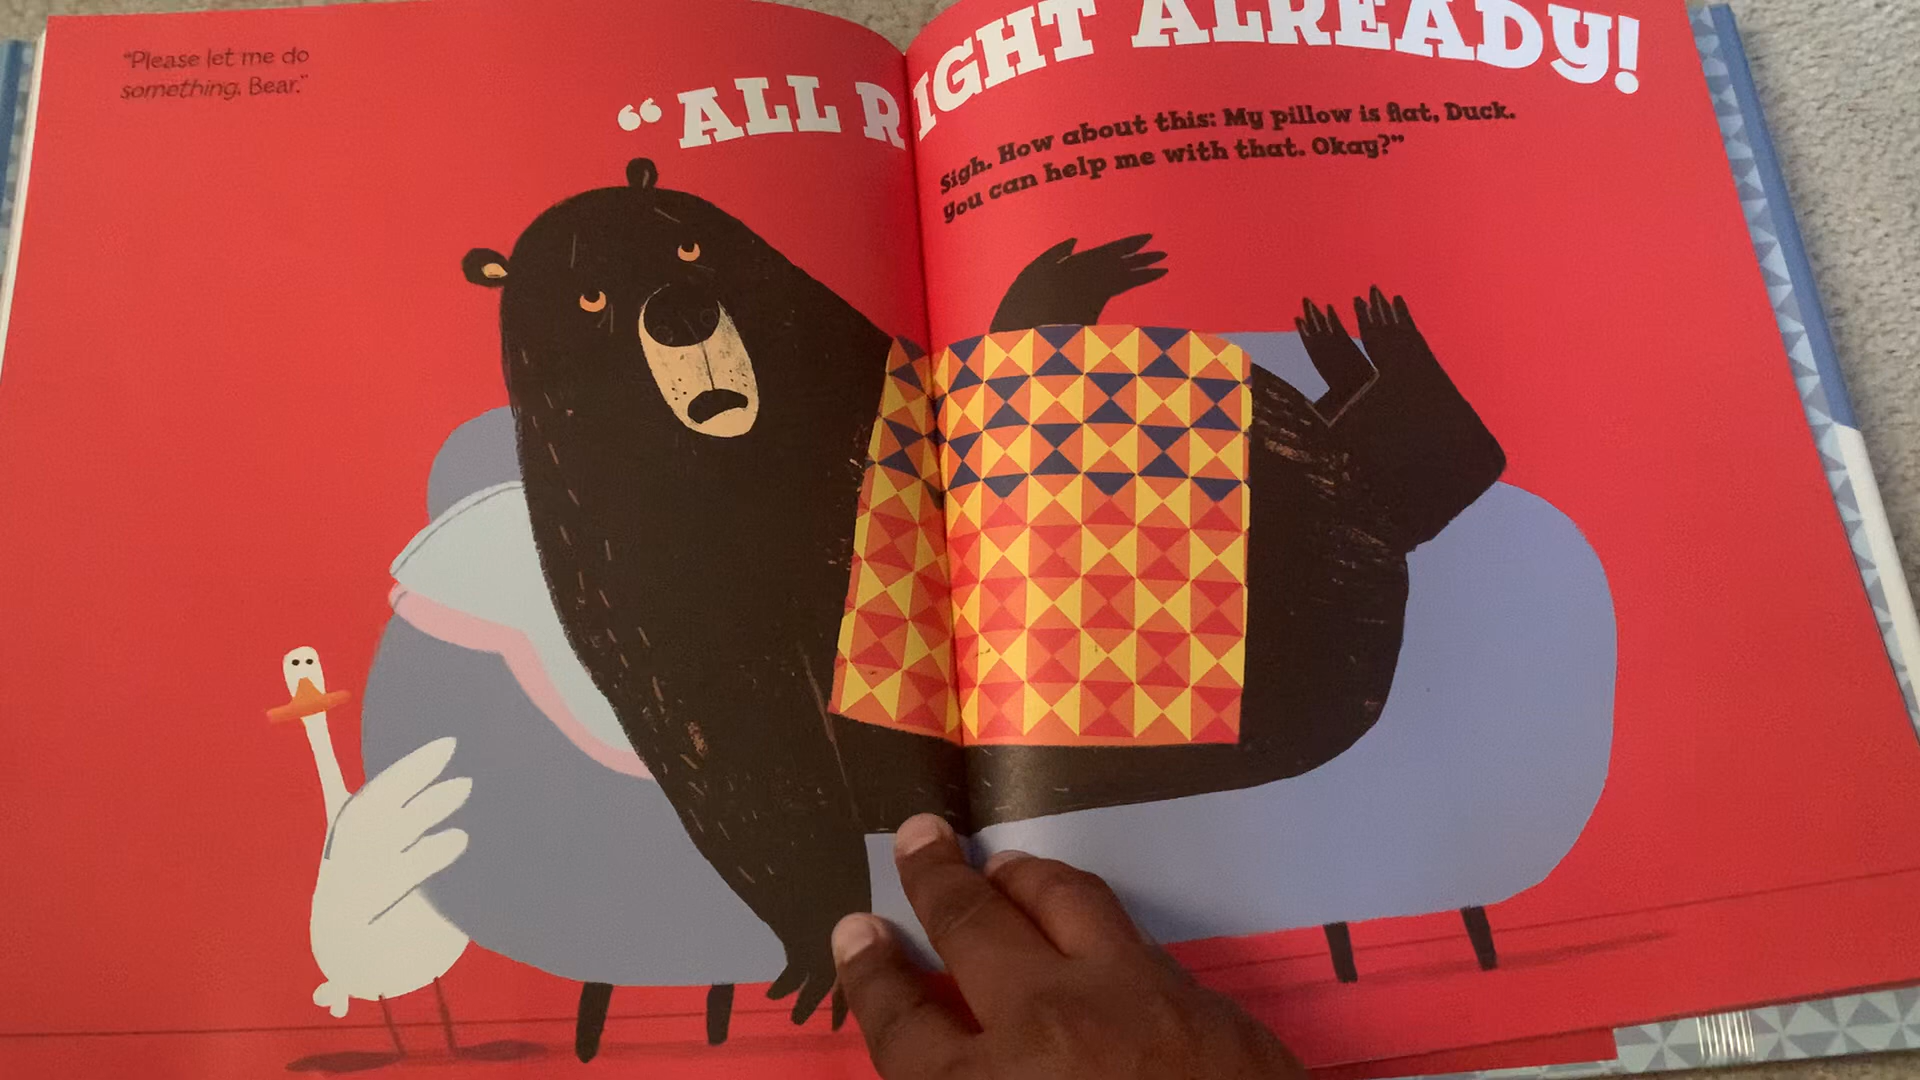 “Please let me do
something, Bear.”
“ALL RIGHT ALREADY!
Sigh. How about this: My pillow is flat, Duck.
You can help me with that. Okay?”